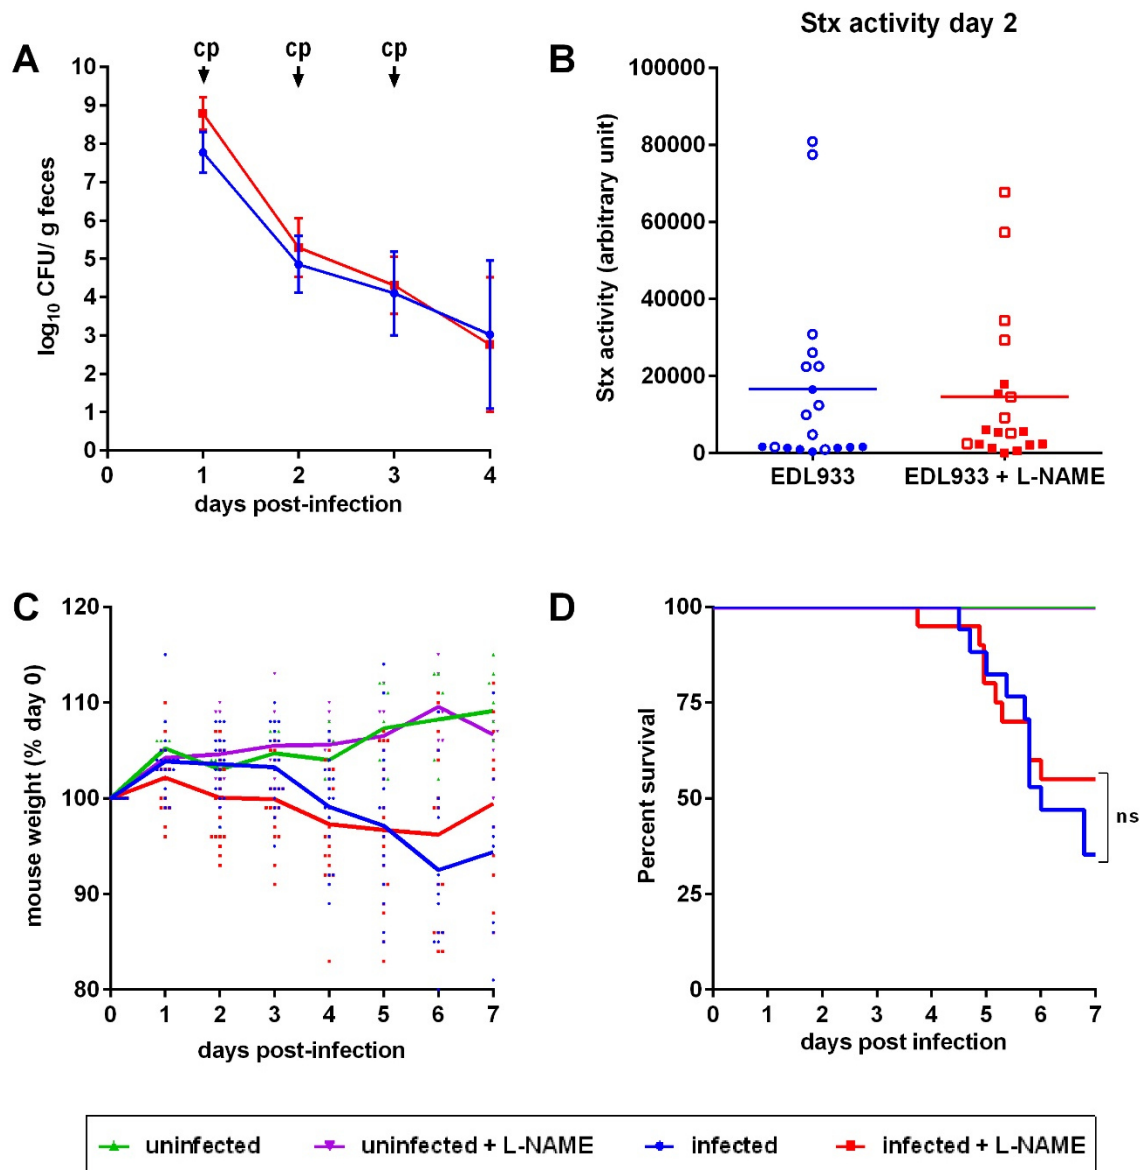 Stx activity day 2
A
cp cp cp
10
9
8
7
6
5
4
3
2
1
0
log10 CFU/ g feces
0 1 2 3 4
days post-infection
B
100000
80000
60000
40000
20000
0
Stx activity (arbitrary unit)
EDL933 EDL933 + L-NAME
C
120
110
100
90
80
mouse weight (% day 0)
0 1 2 3 4 5 6 7
days post-infection
D
100
75
50
25
0
Percent survival
ns
0 1 2 3 4 5 6 7
days post infection
uninfected uninfected + L-NAME infected infected + L-NAME